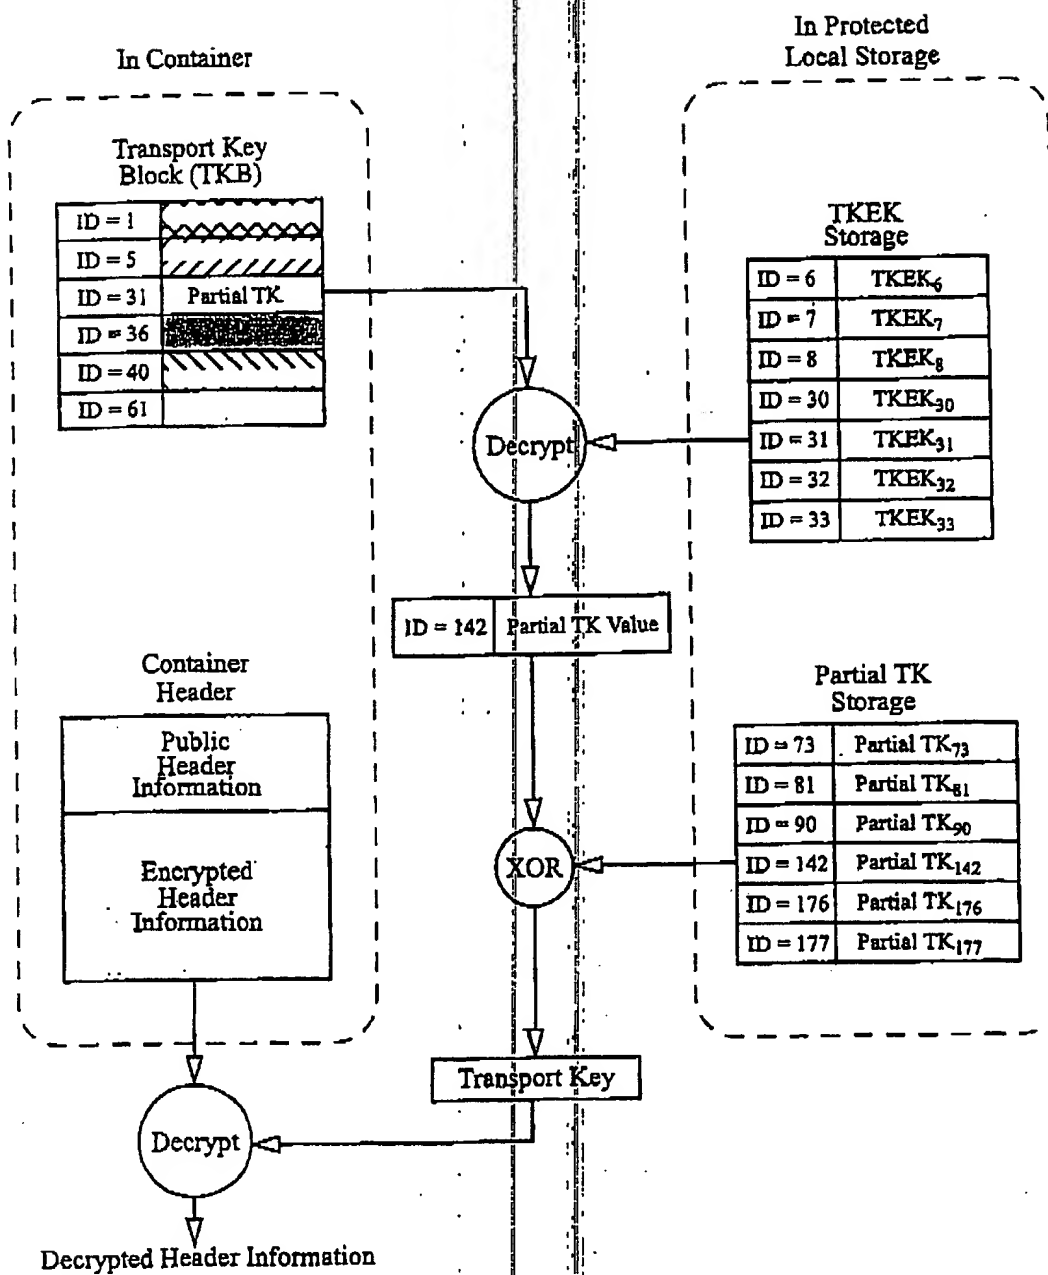 In Container
In Protected
Local Storage
Transport Key
Block (TKB)
ID = 1
ID = 5
ID = 31 Partial TK
ID = 36
ID = 40
ID = 61
TKEK
Storage
ID = 6 TKEK6
ID = 7 TKEK7
ID = 8 TKEK8
ID = 30 TKEK30
ID = 31 TKEK31
ID = 32 TKEK32
ID = 33 TKEK33
Decrypt
ID = 142 Partial TK Value
Container
Header
Public
Header
Information
Encrypted
Header
Information
Partial TK
Storage
ID = 73 Partial TK73
ID = 81 Partial TK81
ID = 90 Partial TK90
ID = 142 Partial TK142
ID = 176 Partial TK176
ID = 177 Partial TK177
XOR
Transport Key
Decrypt
Decrypted Header Information